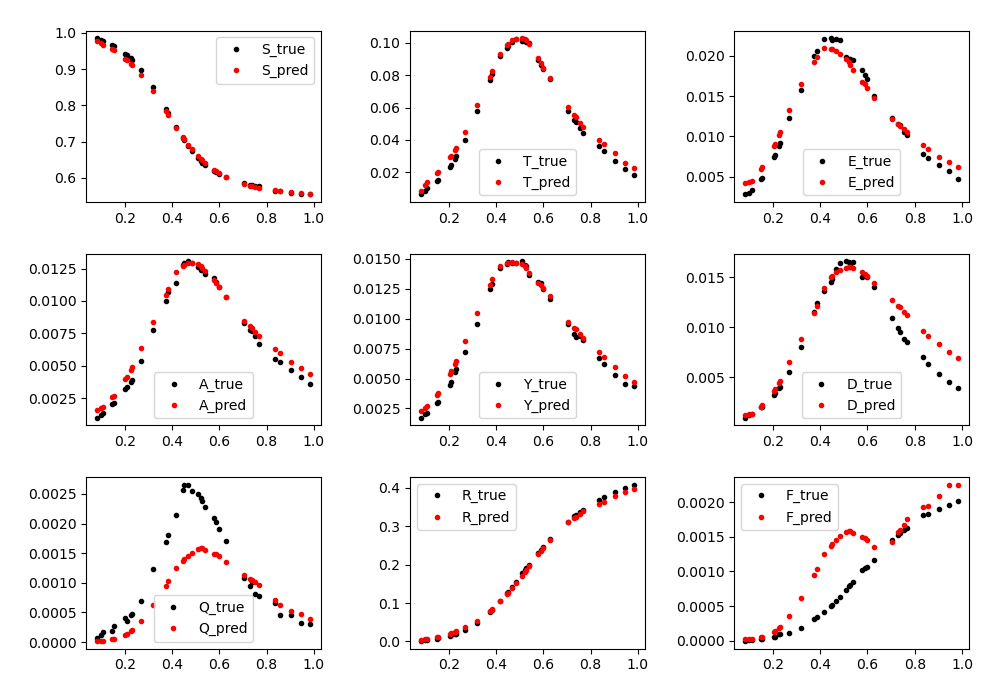 1.0
0.9
0.8
0.7
0.6
0.2 0.4 0.6 0.8 1.0
S_true
S_pred
0.10
0.08
0.06
0.04
0.02
0.2 0.4 0.6 0.8 1.0
T_true
T_pred
0.020
0.015
0.010
0.005
0.2 0.4 0.6 0.8 1.0
E_true
E_pred
0.0125
0.0100
0.0075
0.0050
0.0025
0.2 0.4 0.6 0.8 1.0
A_true
A_pred
0.0150
0.0125
0.0100
0.0075
0.0050
0.0025
0.2 0.4 0.6 0.8 1.0
Y_true
Y_pred
0.015
0.010
0.005
0.2 0.4 0.6 0.8 1.0
D_true
D_pred
0.0025
0.0020
0.0015
0.0010
0.0005
0.0000
0.2 0.4 0.6 0.8 1.0
Q_true
Q_pred
0.4
0.3
0.2
0.1
0.0
0.2 0.4 0.6 0.8 1.0
R_true
R_pred
0.0020
0.0015
0.0010
0.0005
0.0000
0.2 0.4 0.6 0.8 1.0
F_true
F_pred